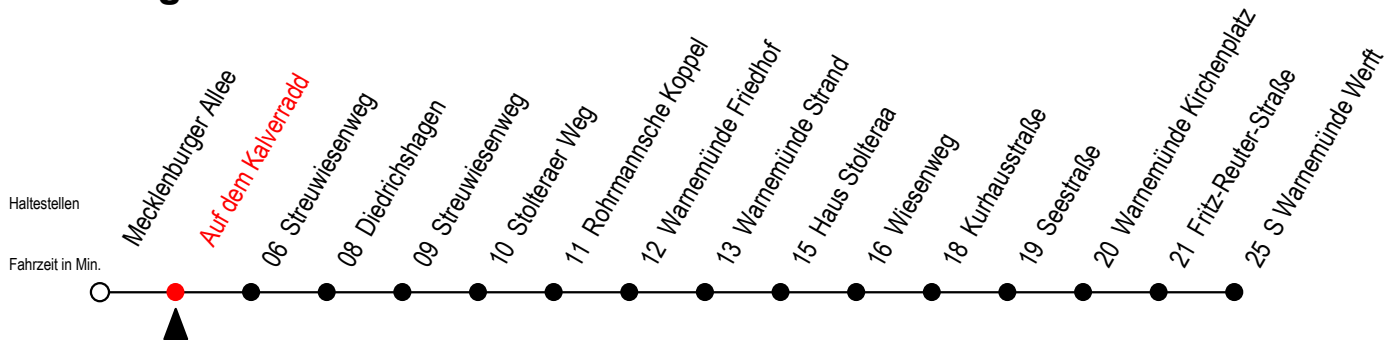 Haltestellen
Fahrzeit in Min.
Mecklenburger Allee
Auf dem Kalverradd
06 Streuwiesenweg
08 Diedrichshagen
09 Streuwiesenweg
10 Stolteraer Weg
11 Rohrmannsche Koppel
12 Warnemünde Friedhof
13 Warnemünde Strand
15 Haus Stolteraa
16 Wiesenweg
18 Kurhausstraße
19 Seestraße
20 Warnemünde Kirchenplatz
21 Fritz-Reuter-Straße
25 S Warnemünde Werft